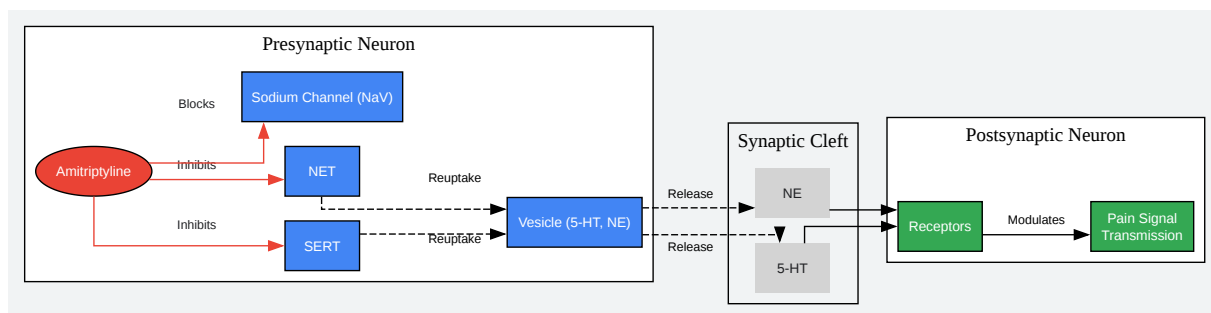 Presynaptic Neuron
Blocks
Sodium Channel (NaV)
Amitriptyline
Inhibits
NET
Reuptake
Inhibits
SERT
Reuptake
Vesicle (5-HT, NE)
Release
Release
Synaptic Cleft
NE
5-HT
Postsynaptic Neuron
Receptors
Modulates
Pain Signal
Transmission